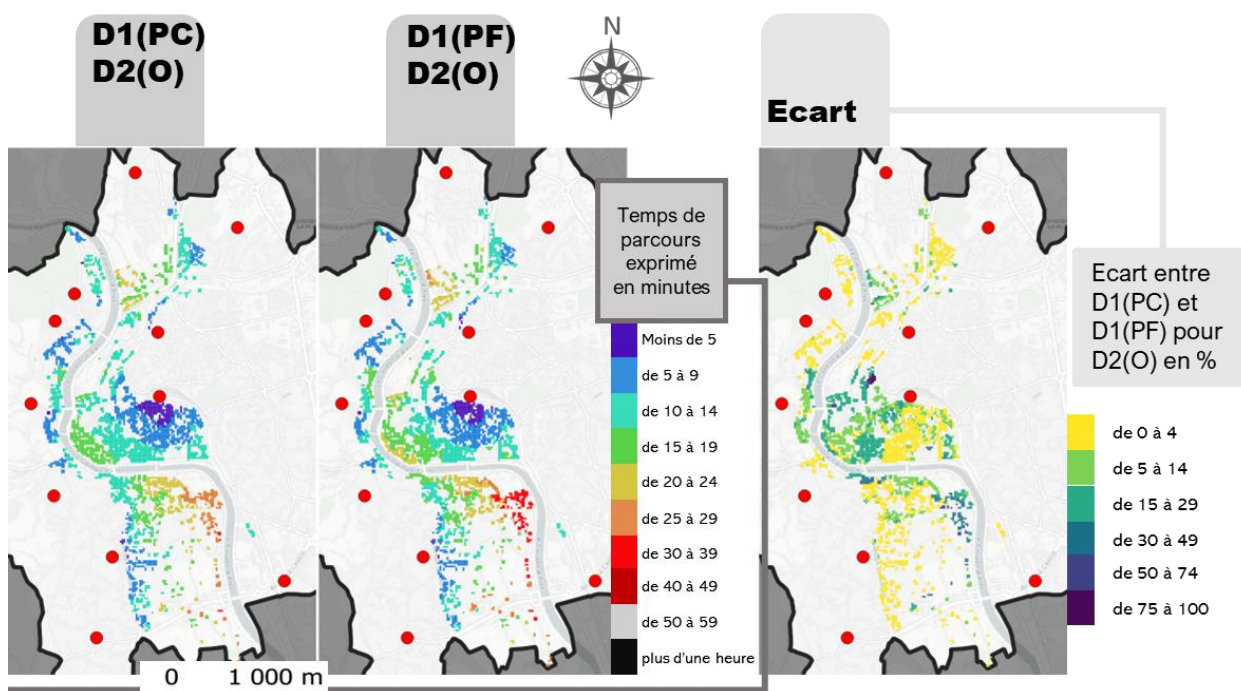 D1(PC)
D2(O)
D1(PF)
D2(O)
N
Ecart
Temps de
parcours
exprimé
en minutes
Ecart entre
D1(PC) et
D1(PF) pour
D2(O) en %
Moins de 5
de 5 à 9
de 10 à 14
de 15 à 19
de 20 à 24
de 25 à 29
de 30 à 39
de 40 à 49
de 50 à 59
plus d'une heure
de 0 à 4
de 5 à 14
de 15 à 29
de 30 à 49
de 50 à 74
de 75 à 100
0 1 000 m